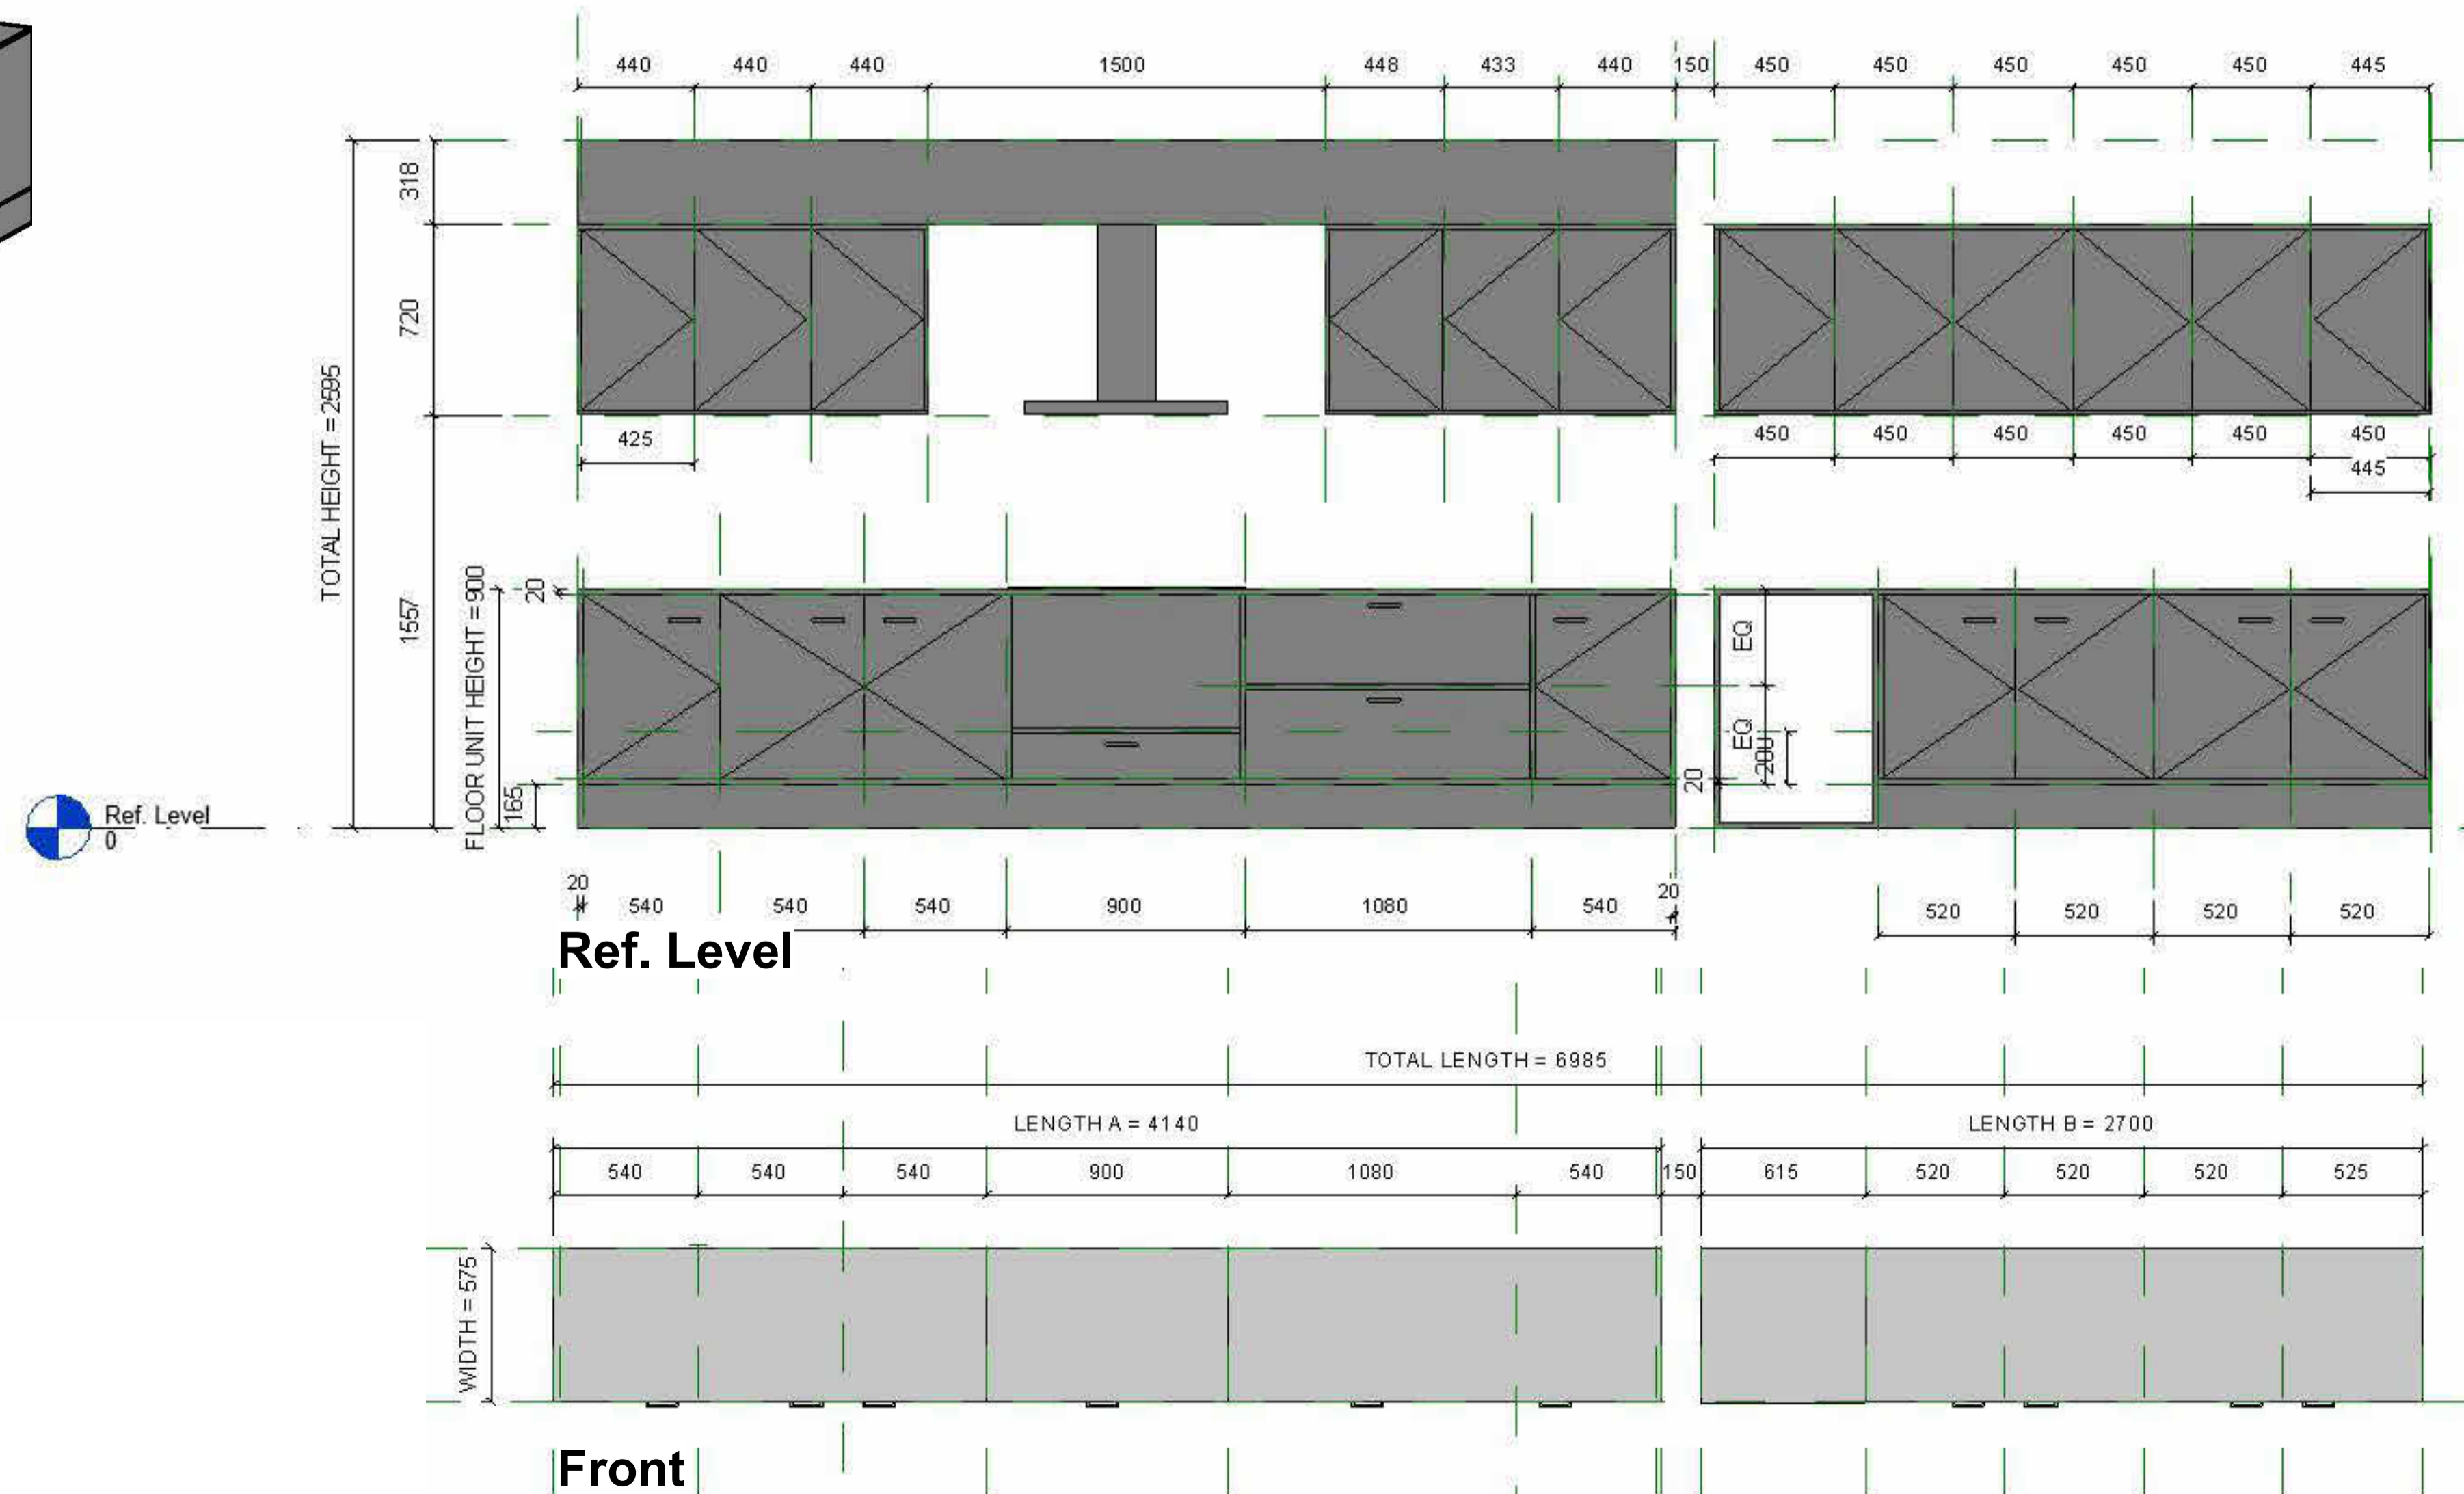 440 440 440 1500 448 433 440 150 450 450 450 450 450 445
318
720
TOTAL HEIGHT = 2595
1557
425
450 450 450 450 450 450
445
FLOOR UNIT HEIGHT = 900
20
165
EQ
EQ
200
20
Ref. Level
0
20 540 540 540 900 1080 540 20 520 520 520 520
Ref. Level
TOTAL LENGTH = 6985
LENGTH A = 4140 LENGTH B = 2700
540 540 540 900 1080 540 150 615 520 520 520 525
WIDTH = 575
Front